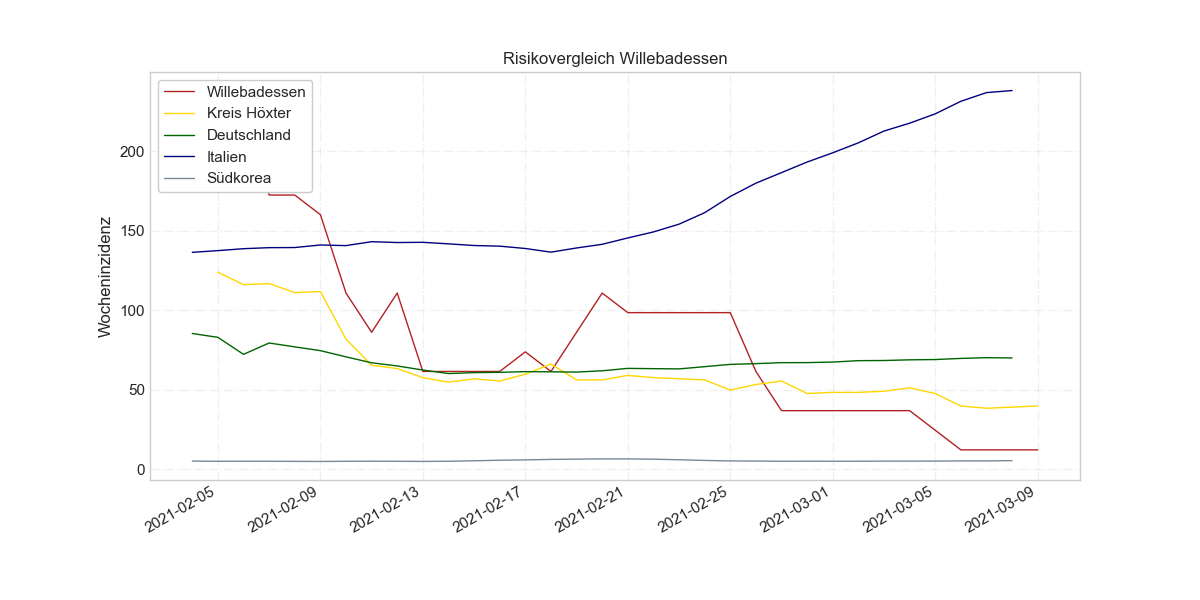 Risikovergleich Willebadessen
Willebadessen
Kreis Höxter
Deutschland
Italien
Südkorea
Wocheninzidenz
200
150
100
50
0
2021-02-05
2021-02-09
2021-02-13
2021-02-17
2021-02-21
2021-02-25
2021-03-01
2021-03-05
2021-03-09